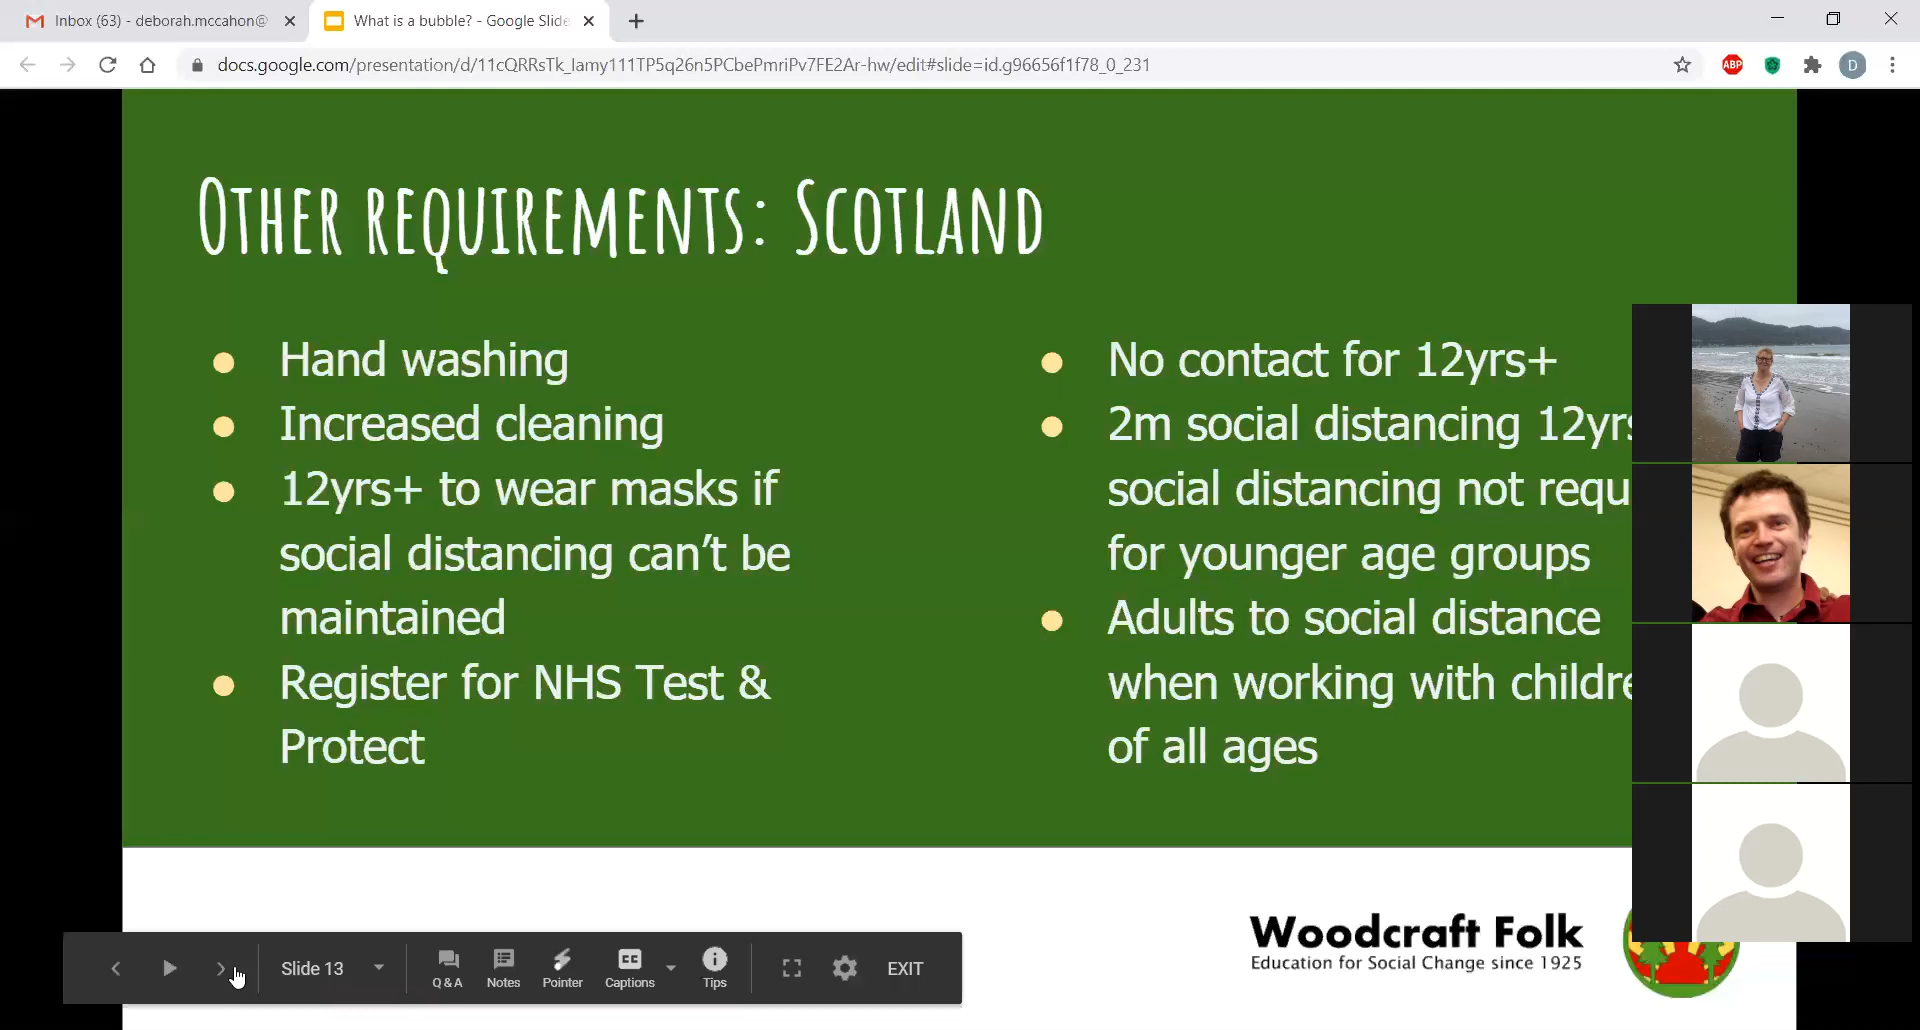 Inbox (63) - deborah.mccahon@
What is a bubble? - Google Slide
docs.google.com/presentation/d/11cQRRsTk_Iamy111TP5q26n5PCbePmriPv7FE2Ar-hw/edit#slide=id.g96656f1f78_0_231
ABP
D
Other requirements: Scotland
Hand washing
Increased cleaning
12yrs+ to wear masks if
social distancing can't be
maintained
Register for NHS Test &
Protect
No contact for 12yrs+
2m social distancing
social distancing not
for younger age groups
Adults to social distance
when working with
of all ages
Woodcraft Folk
Education for Social Change since 1925
Slide 13
Q & A
Notes
Pointer
CC
Captions
Tips
EXIT